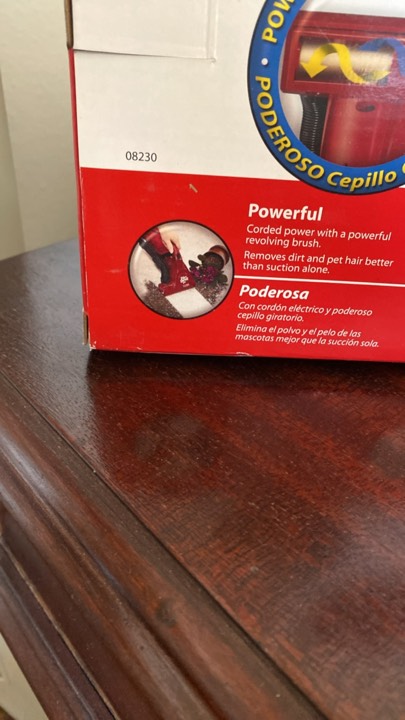 POW
PODEROSO Cepillo
08230
Powerful
Corded power with a powerful
revolving brush.
Removes dirt and pet hair better
than suction alone.
Poderosa
Con cordón eléctrico y poderoso
cepillo giratorio.
Elimina el polvo y el pelo de las
mascotas mejor que la succión sola.